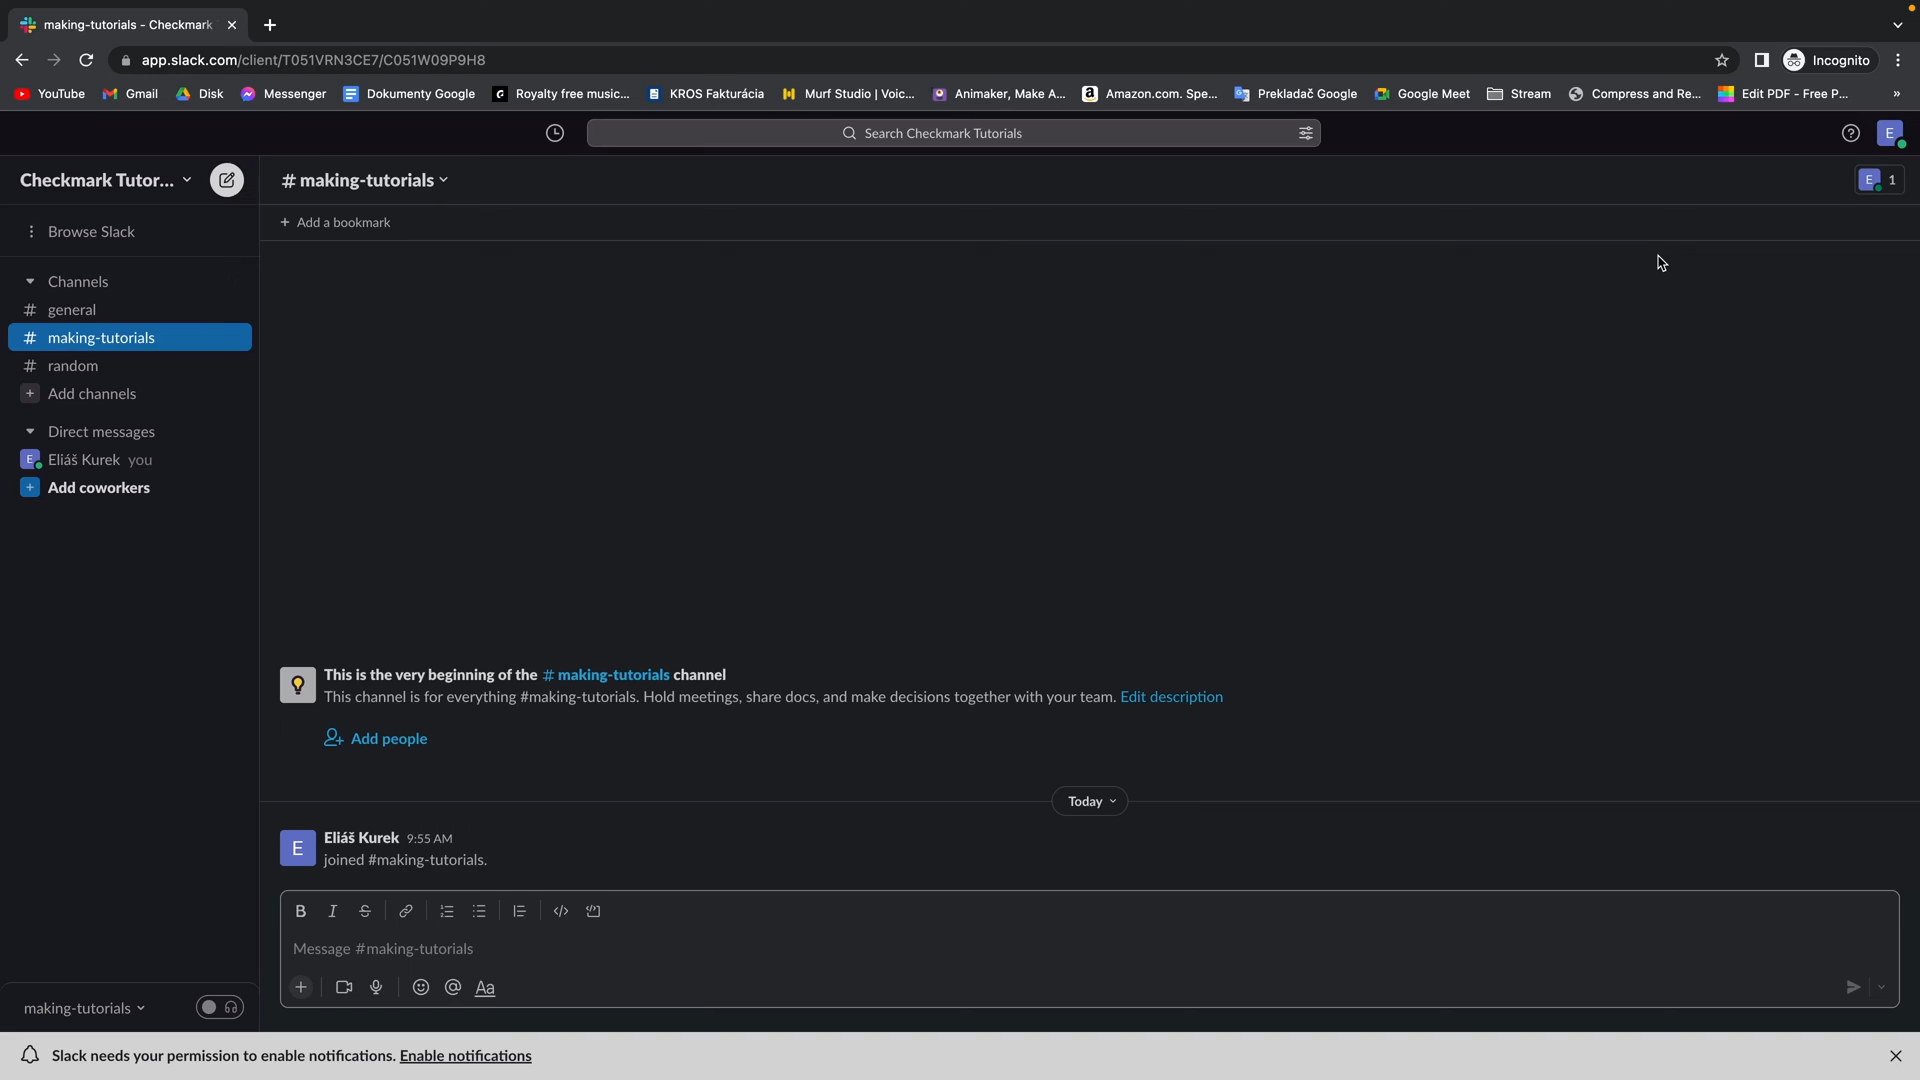 making-tutorials - Checkmark
app.slack.com/client/T051VRN3CE7/C051W09P9H8
Incognito
YouTube
Gmail
Disk
Messenger
Dokumenty Google
Royalty free music...
KROS Fakturácia
Murf Studio | Voic...
Animaker, Make A...
Amazon.com. Spe...
Prekladač Google
Google Meet
Stream
Compress and Re...
Edit PDF - Free P...
»
Search Checkmark Tutorials
E
Checkmark Tutor...
# making-tutorials
E 1
+ Add a bookmark
Browse Slack
Channels
# general
# making-tutorials
# random
+ Add channels
Direct messages
E Eliáš Kurek you
+ Add coworkers
This is the very beginning of the # making-tutorials channel
This channel is for everything #making-tutorials. Hold meetings, share docs, and make decisions together with your team. Edit description
Add people
Today
E
Eliáš Kurek 9:55 AM
joined #making-tutorials.
B I S
Message #making-tutorials
+ @ Aa
making-tutorials
Slack needs your permission to enable notifications. Enable notifications